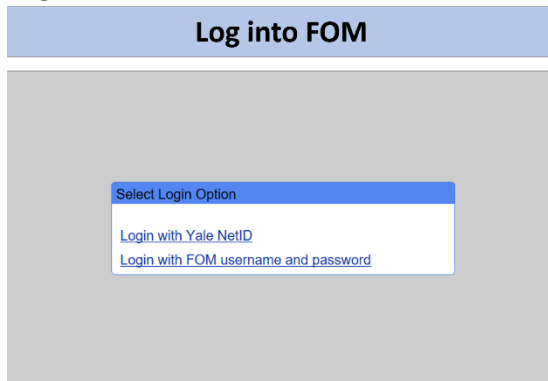 Log into FOM
Select Login Option
Login with Yale NetID
Login with FOM username and password